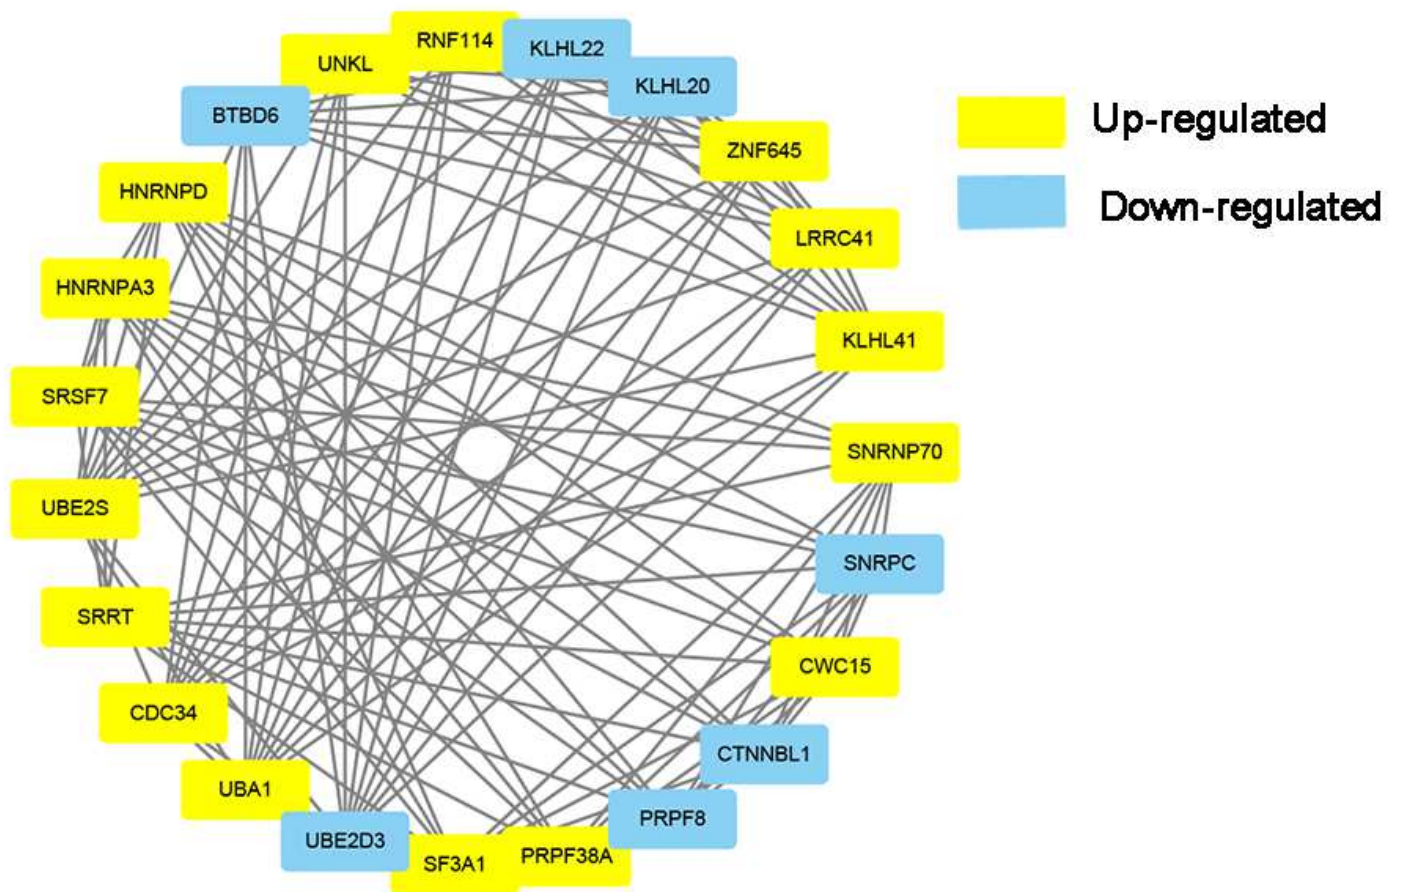 RNF114
KLHL22
UNKL
KLHL20
BTBD6
ZNF645
Up-regulated
HNRNPD
Down-regulated
LRRC41
HNRNPA3
KLHL41
SRSF7
SNRNP70
UBE2S
SNRPC
SRRT
CWC15
CDC34
CTNNBL1
UBA1
PRPF8
UBE2D3
PRPF38A
SF3A1